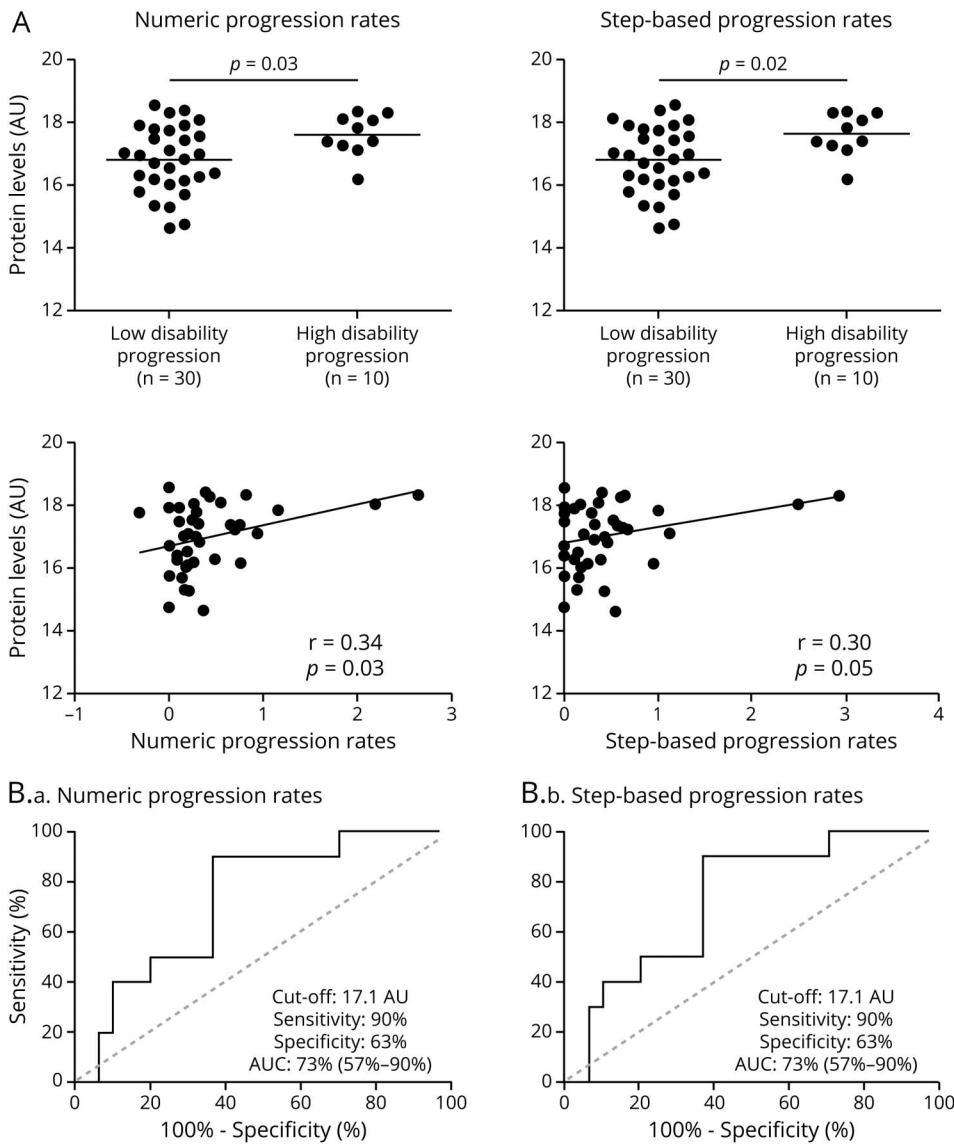 A
Numeric progression rates
Step-based progression rates
Protein levels (AU)
20
18
16
14
12
p = 0.03
Low disability
progression
(n = 30)
High disability
progression
(n = 10)
20
18
16
14
12
p = 0.02
Low disability
progression
(n = 30)
High disability
progression
(n = 10)
Protein levels (AU)
20
18
16
14
12
r = 0.34
p = 0.03
–1 0 1 2 3
Numeric progression rates
20
18
16
14
12
r = 0.30
p = 0.05
0 1 2 3 4
Step-based progression rates
B.a. Numeric progression rates
Sensitivity (%)
100
80
60
40
20
0
Cut-off: 17.1 AU
Sensitivity: 90%
Specificity: 63%
AUC: 73% (57%–90%)
0 20 40 60 80 100
100% - Specificity (%)
B.b. Step-based progression rates
100
80
60
40
20
0
Cut-off: 17.1 AU
Sensitivity: 90%
Specificity: 63%
AUC: 73% (57%–90%)
0 20 40 60 80 100
100% - Specificity (%)